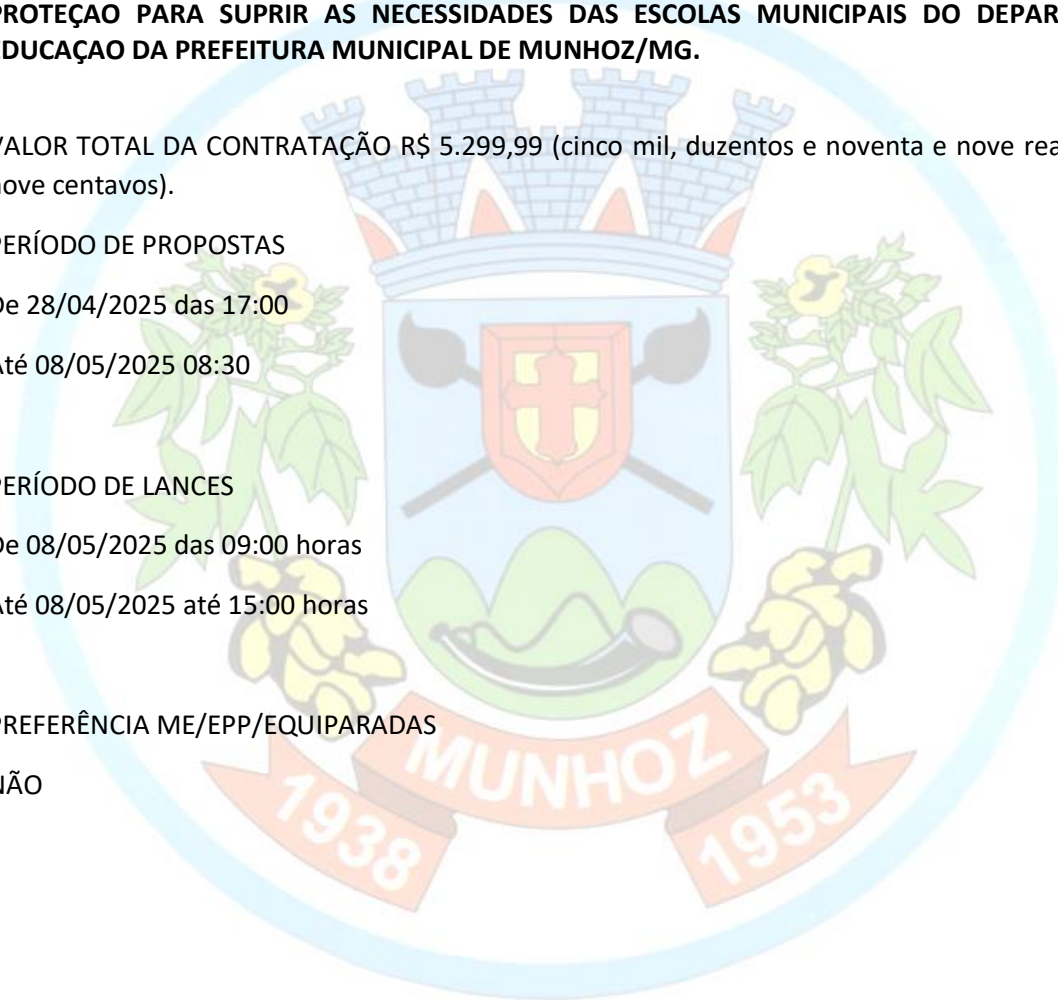 PROTEÇAO PARA SUPRIR AS NECESSIDADES DAS ESCOLAS MUNICIPAIS DO DEPAR
EDUCAÇAO DA PREFEITURA MUNICIPAL DE MUNHOZ/MG.
VALOR TOTAL DA CONTRATAÇÃO R$ 5.299,99 (cinco mil, duzentos e noventa e nove rea
nove centavos).
PERÍODO DE PROPOSTAS
De 28/04/2025 das 17:00
Até 08/05/2025 08:30
PERÍODO DE LANCES
De 08/05/2025 das 09:00 horas
Até 08/05/2025 até 15:00 horas
PREFERÊNCIA ME/EPP/EQUIPARADAS
NÃO
MUNHOZ
1938
1953